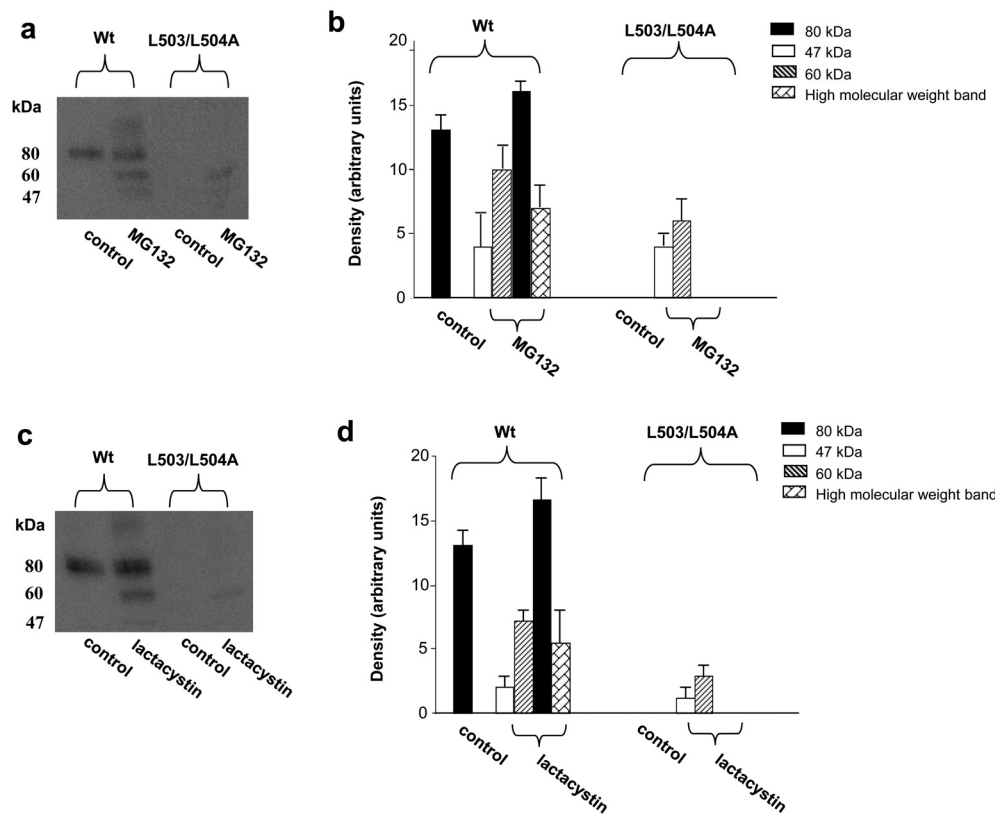 a
Wt
L503/L504A
kDa
80
60
47
control
MG132
control
MG132
b
Wt
L503/L504A
80 kDa
47 kDa
60 kDa
High molecular weight band
Density (arbitrary units)
20
15
10
5
0
control
MG132
control
MG132
c
Wt
L503/L504A
kDa
80
60
47
control
lactacystin
control
lactacystin
d
Wt
L503/L504A
80 kDa
47 kDa
60 kDa
High molecular weight band
Density (arbitrary units)
20
15
10
5
0
control
lactacystin
control
lactacystin